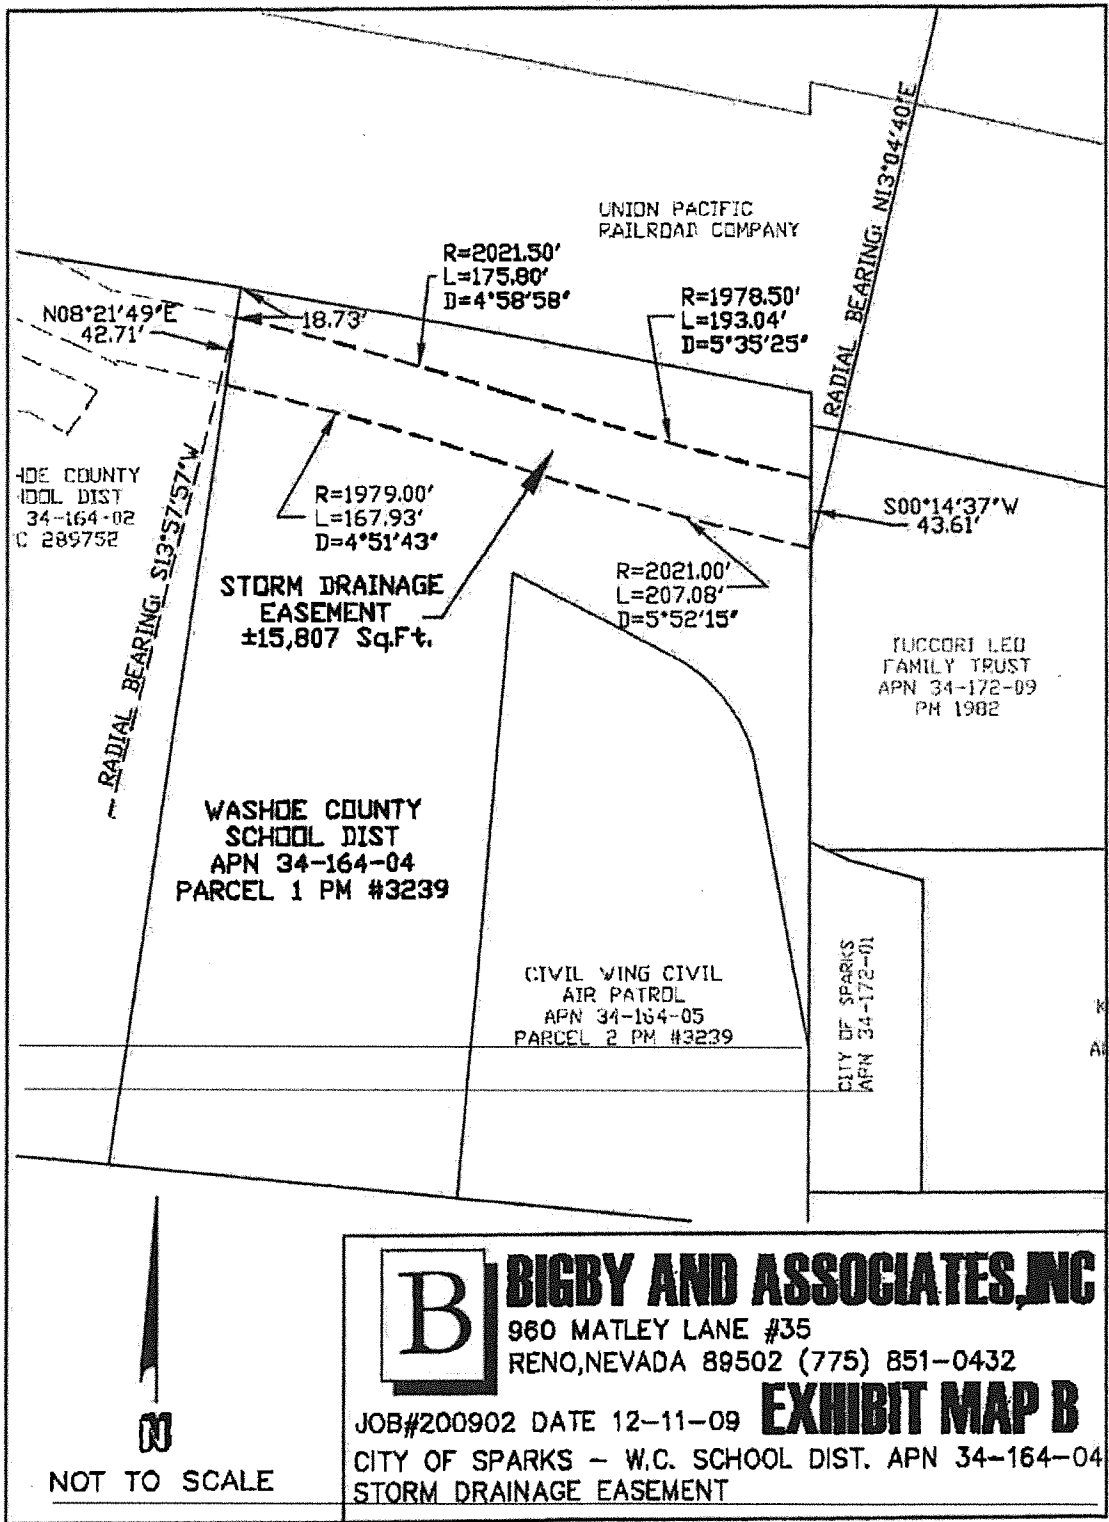 UNION PACIFIC
RAILROAD COMPANY
RADIAL BEARING: N13°04'40"E
R=2021.50'
L=175.80'
D=4°58'58"
R=1978.50'
L=193.04'
D=5°35'25"
N08°21'49"E
42.71'
18.73'
HOE COUNTY
OOL DIST
34-164-02
C 289752
RADIAL BEARING: S13°57'57"W
R=1979.00'
L=167.93'
D=4°51'43"
S00°14'37"W
43.61'
STORM DRAINAGE
EASEMENT
±15,807 Sq.Ft.
R=2021.00'
L=207.08'
D=5°52'15"
TUCCORI LEO
FAMILY TRUST
APN 34-172-09
PM 1982
WASHOE COUNTY
SCHOOL DIST
APN 34-164-04
PARCEL 1 PM #3239
CIVIL WING CIVIL
AIR PATROL
APN 34-164-05
PARCEL 2 PM #3239
CITY OF SPARKS
APN 34-172-01
K
A
N
NOT TO SCALE
B
BIGBY AND ASSOCIATES,INC
960 MATLEY LANE #35
RENO,NEVADA 89502 (775) 851-0432
JOB#200902 DATE 12-11-09 EXHIBIT MAP B
CITY OF SPARKS - W.C. SCHOOL DIST. APN 34-164-04
STORM DRAINAGE EASEMENT